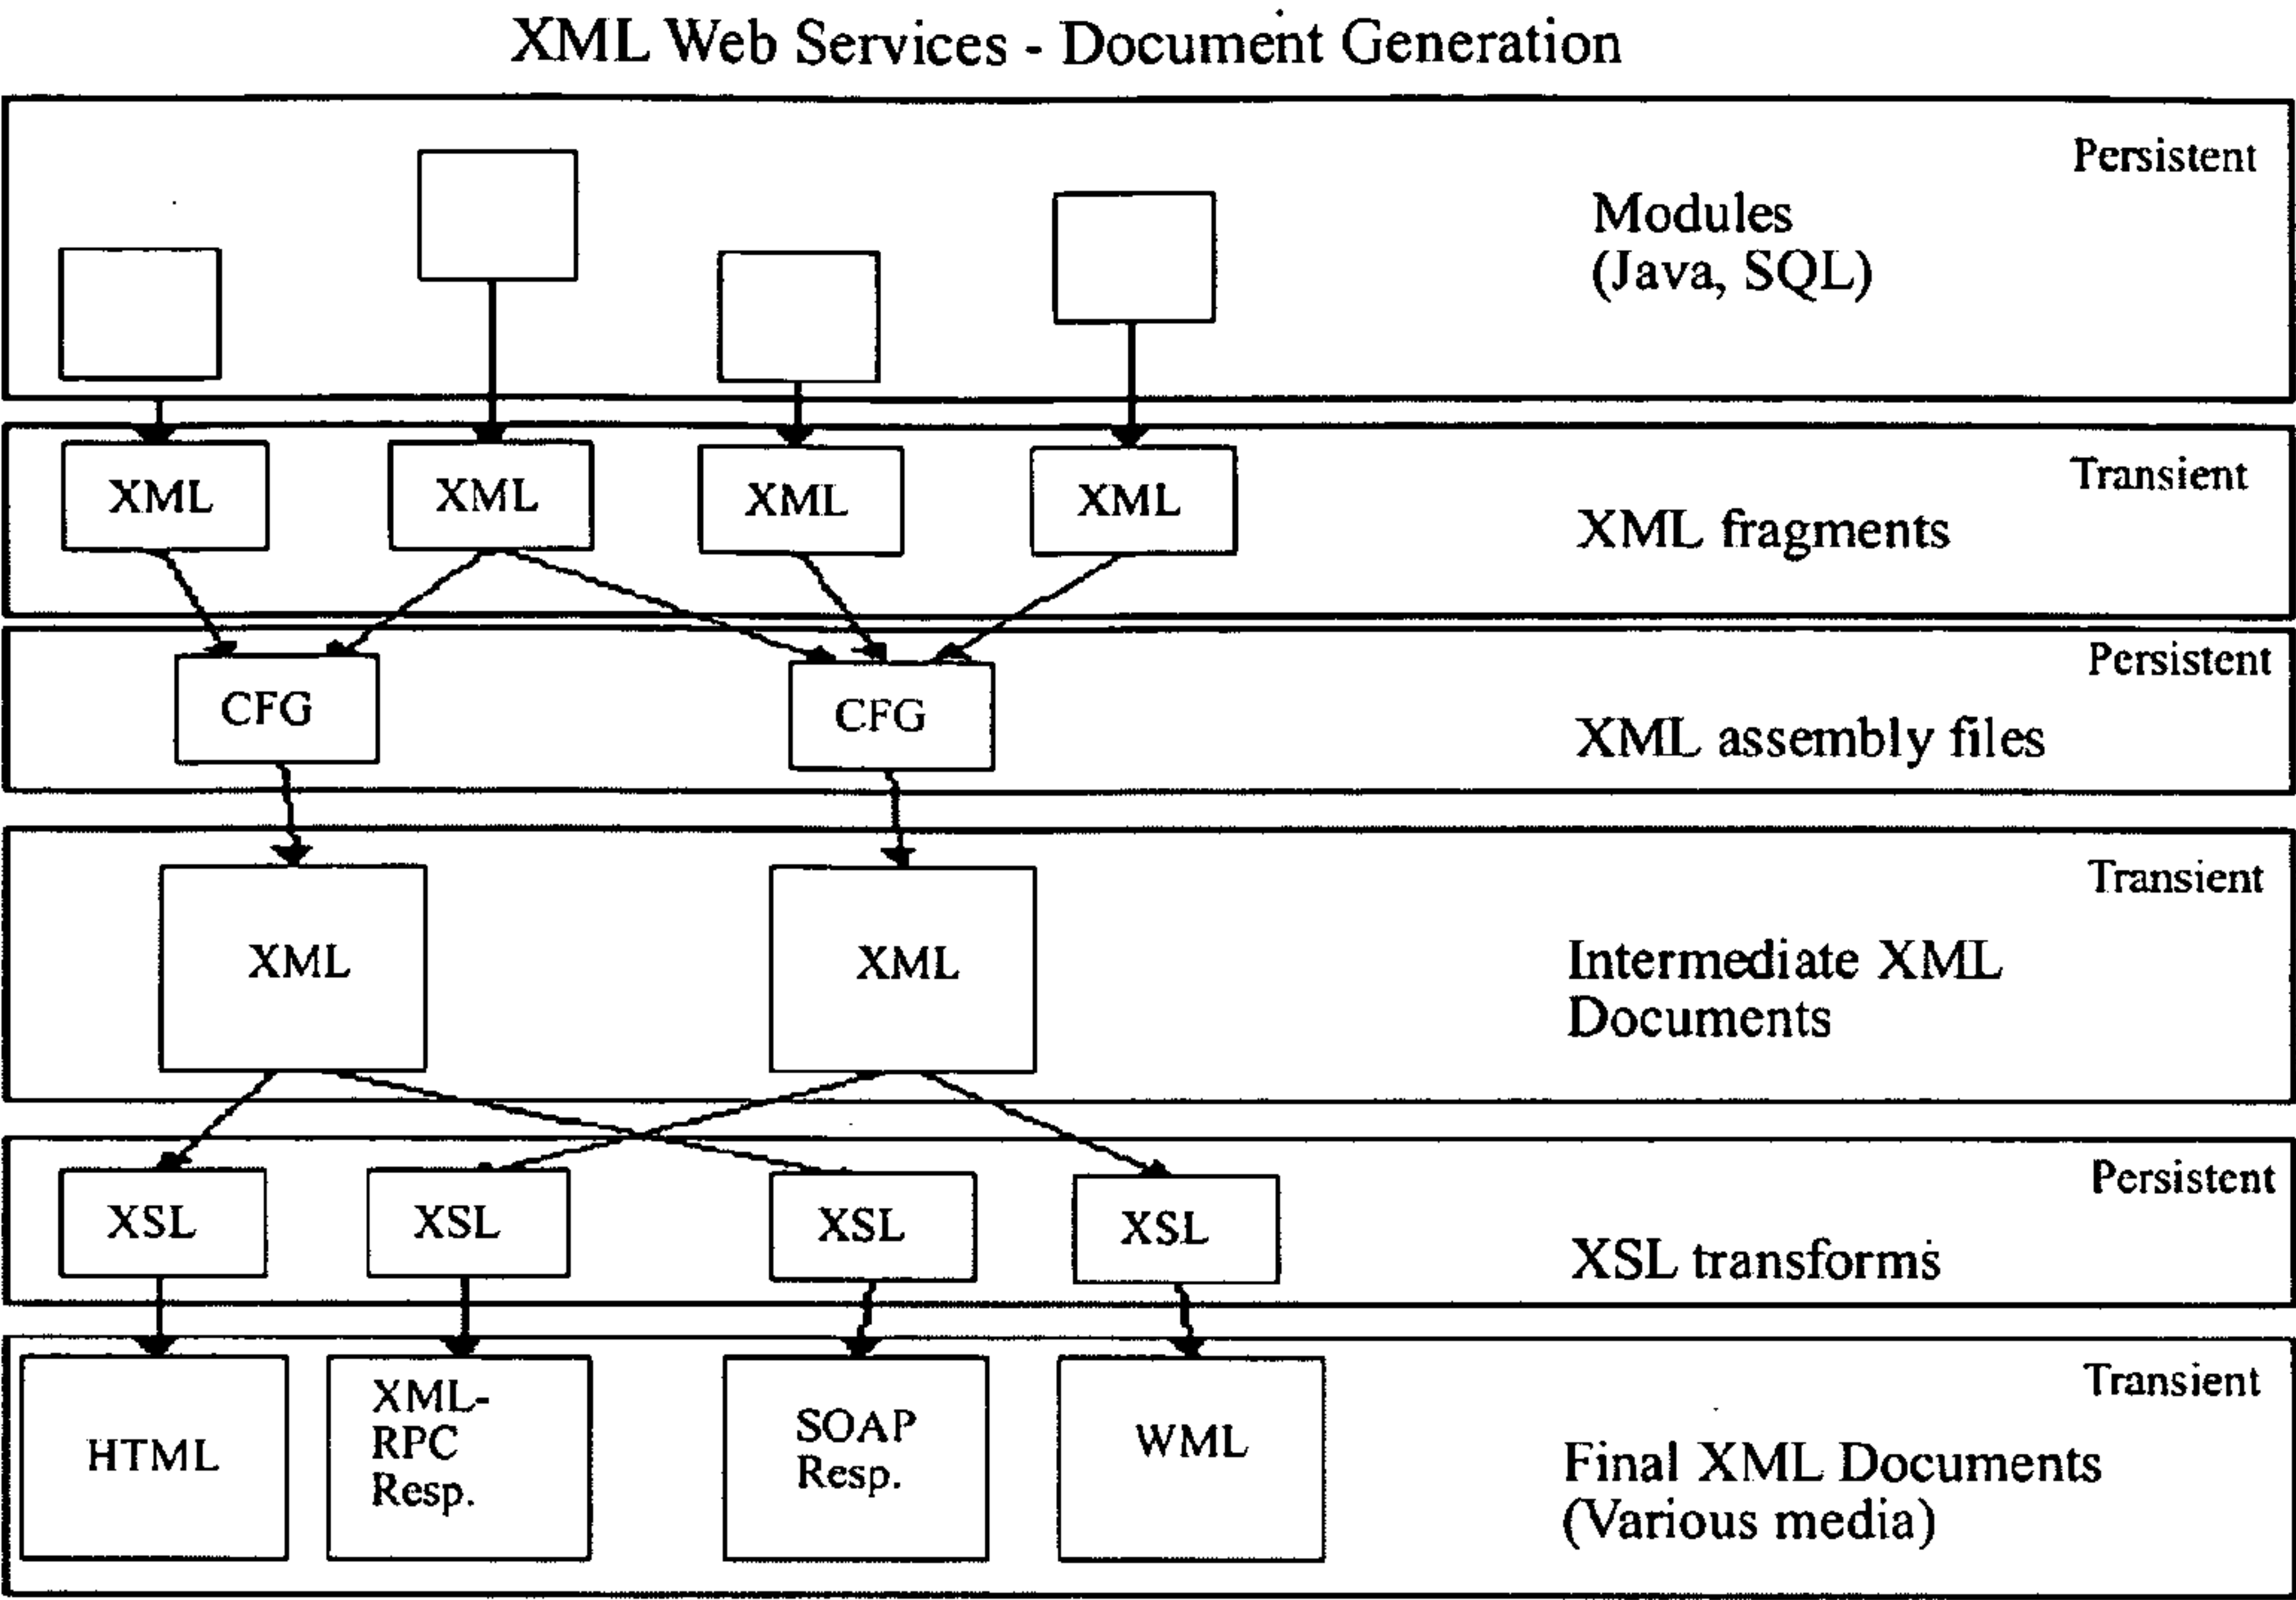 XML Web Services - Document Generation
Persistent
Modules
(Java, SQL)
XML XML XML XML
Transient
XML fragments
CFG CFG
Persistent
XML assembly files
XML XML
Transient
Intermediate XML
Documents
XSL XSL XSL XSL
Persistent
XSL transforms
HTML
XML-
RPC
Resp.
SOAP
Resp.
WML
Transient
Final XML Documents
(Various media)